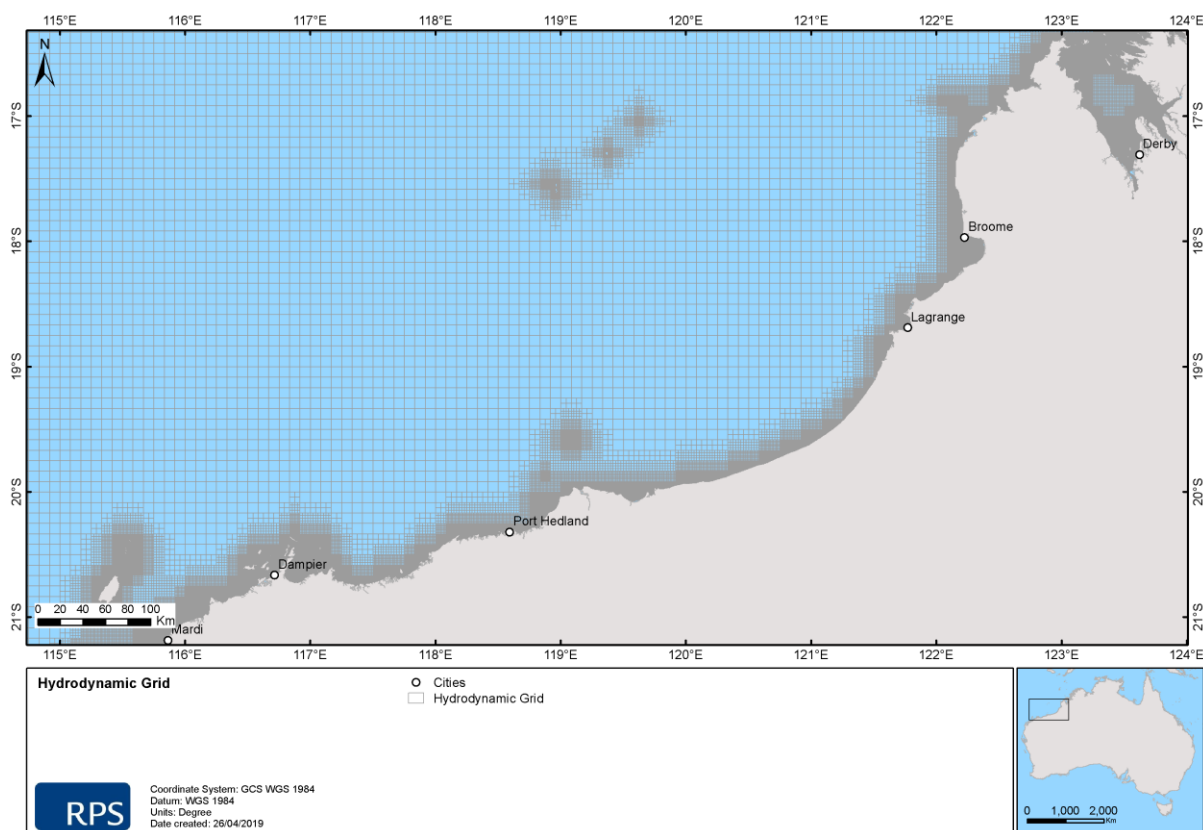 115°E 116°E 117°E 118°E 119°E 120°E 121°E 122°E 123°E 124°E
N
17°S 17°S
Derby
18°S 18°S
Broome
Lagrange
19°S 19°S
20°S 20°S
Port Hedland
Dampier
0 20 40 60 80 100
Km
21°S 21°S
Mardi
115°E 116°E 117°E 118°E 119°E 120°E 121°E 122°E 123°E 124°E
Hydrodynamic Grid
Cities
Hydrodynamic Grid
RPS
Coordinate System: GCS WGS 1984
Datum: WGS 1984
Units: Degree
Date created: 26/04/2019
0 1,000 2,000
Km